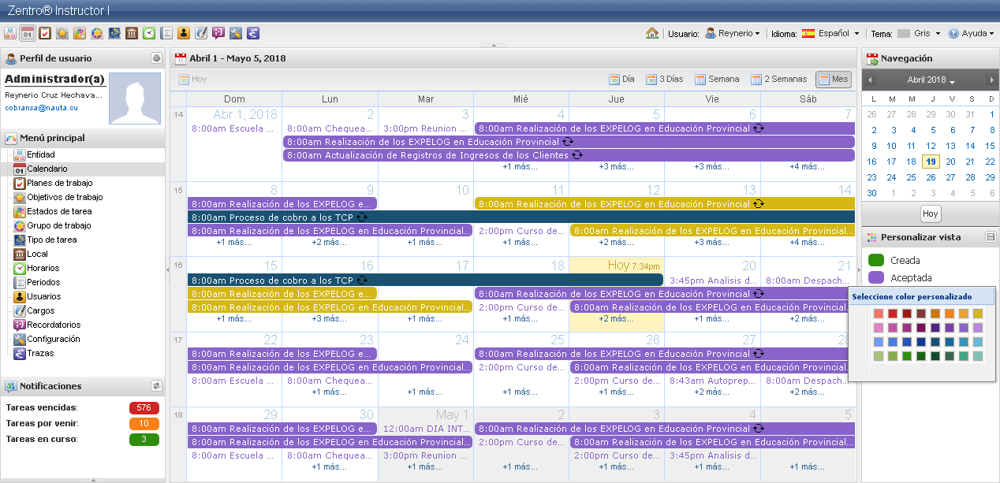 Zentro® Instructor |
Usuario: Reynerio Idioma: Español Tema: Gris Ayuda
Perfil de usuario
Administrador(a)
Reynerio Cruz Hechava...
cobransa@nauta.cu
Menú principal
Entidad
Calendario
Planes de trabajo
Objetivos de trabajo
Estados de tarea
Grupo de trabajo
Tipo de tarea
Local
Horarios
Periodos
Usuarios
Cargos
Recordatorios
Configuración
Trazas
Notificaciones
Tareas vencidas: 576
Tareas por venir: 10
Tareas en curso: 3
Abril 1 - Mayo 5, 2018
Hoy Día 3 Días Semana 2 Semanas Mes
Dom Lun Mar Mié Jue Vie Sáb
14 Abr 1, 2018 2 3 4 5 6 7
8:00am Escuela ... 8:00am Chequea... 3:00pm Reunion ... 8:00am Realización de los EXPELOG en Educación Provincial
8:00am Realización de los EXPELOG en Educación Provincial
8:00am Actualización de Registros de Ingresos de los Clientes
+1 más... +3 más... +3 más... +4 más...
15 8 9 10 11 12 13 14
8:00am Realización de los EXPELOG e... 8:00am Realización de los EXPELOG en Educación Provincial
8:00am Proceso de cobro a los TCP
8:00am Realización de los EXPELOG en Educación Provincial... 2:00pm Curso de... 8:00am Realización de los EXPELOG en Educación Provincial...
+1 más... +2 más... +1 más... +1 más... +2 más... +3 más... +4 más...
16 15 16 17 18 Hoy 7:34pm 20 21
8:00am Proceso de cobro a los TCP 3:45pm Analisis d... 8:00am Despach...
8:00am Realización de los EXPELOG e... 8:00am Realización de los EXPELOG en Educación Provincial
8:00am Realización de los EXPELOG en Educación Provincial... 2:00pm Curso de... 8:00am Realización de los EXPELOG en Educación Provincial.
+1 más... +3 más... +1 más... +2 más... +1 más... +2 más...
17 22 23 24 25 26 27 28
8:00am Realización de los EXPELOG e... 8:00am Realización de los EXPELOG en Educación Provincial
8:00am Realización de los EXPELOG en Educación Provincial... 2:00pm Curso de... 8:00am Realización de los EXPELOG en Educación Provincial.
8:00am Escuela ... 8:00am Chequea... 2:00pm Curso de... 8:43am Autoprep... 8:00am Despach...
+1 más... +1 más... +1 más... +1 más... +2 más... +2 más...
18 29 30 May 1 2 3 4 5
8:00am Realización de los EXPELOG e... 12:00am DIA INT... 8:00am Realización de los EXPELOG en Educación Provincial
8:00am Realización de los EXPELOG en Educación Provincial... 2:00pm Curso de... 8:00am Realización de los EXPELOG en Educación Provincial...
8:00am Escuela ... 8:00am Chequea... 3:00pm Reunion ... 2:00pm Curso de... 3:45pm Analisis d...
+1 más... +1 más... +1 más... +1 más... +1 más...
Navegación
Abril 2018
L M M J V S D
26 27 28 29 30 31 1
2 3 4 5 6 7 8
9 10 11 12 13 14 15
16 17 18 19 20 21 22
23 24 25 26 27 28 29
30 1 2 3 4 5 6
Hoy
Personalizar vista
Creada
Aceptada
Seleccione color personalizado